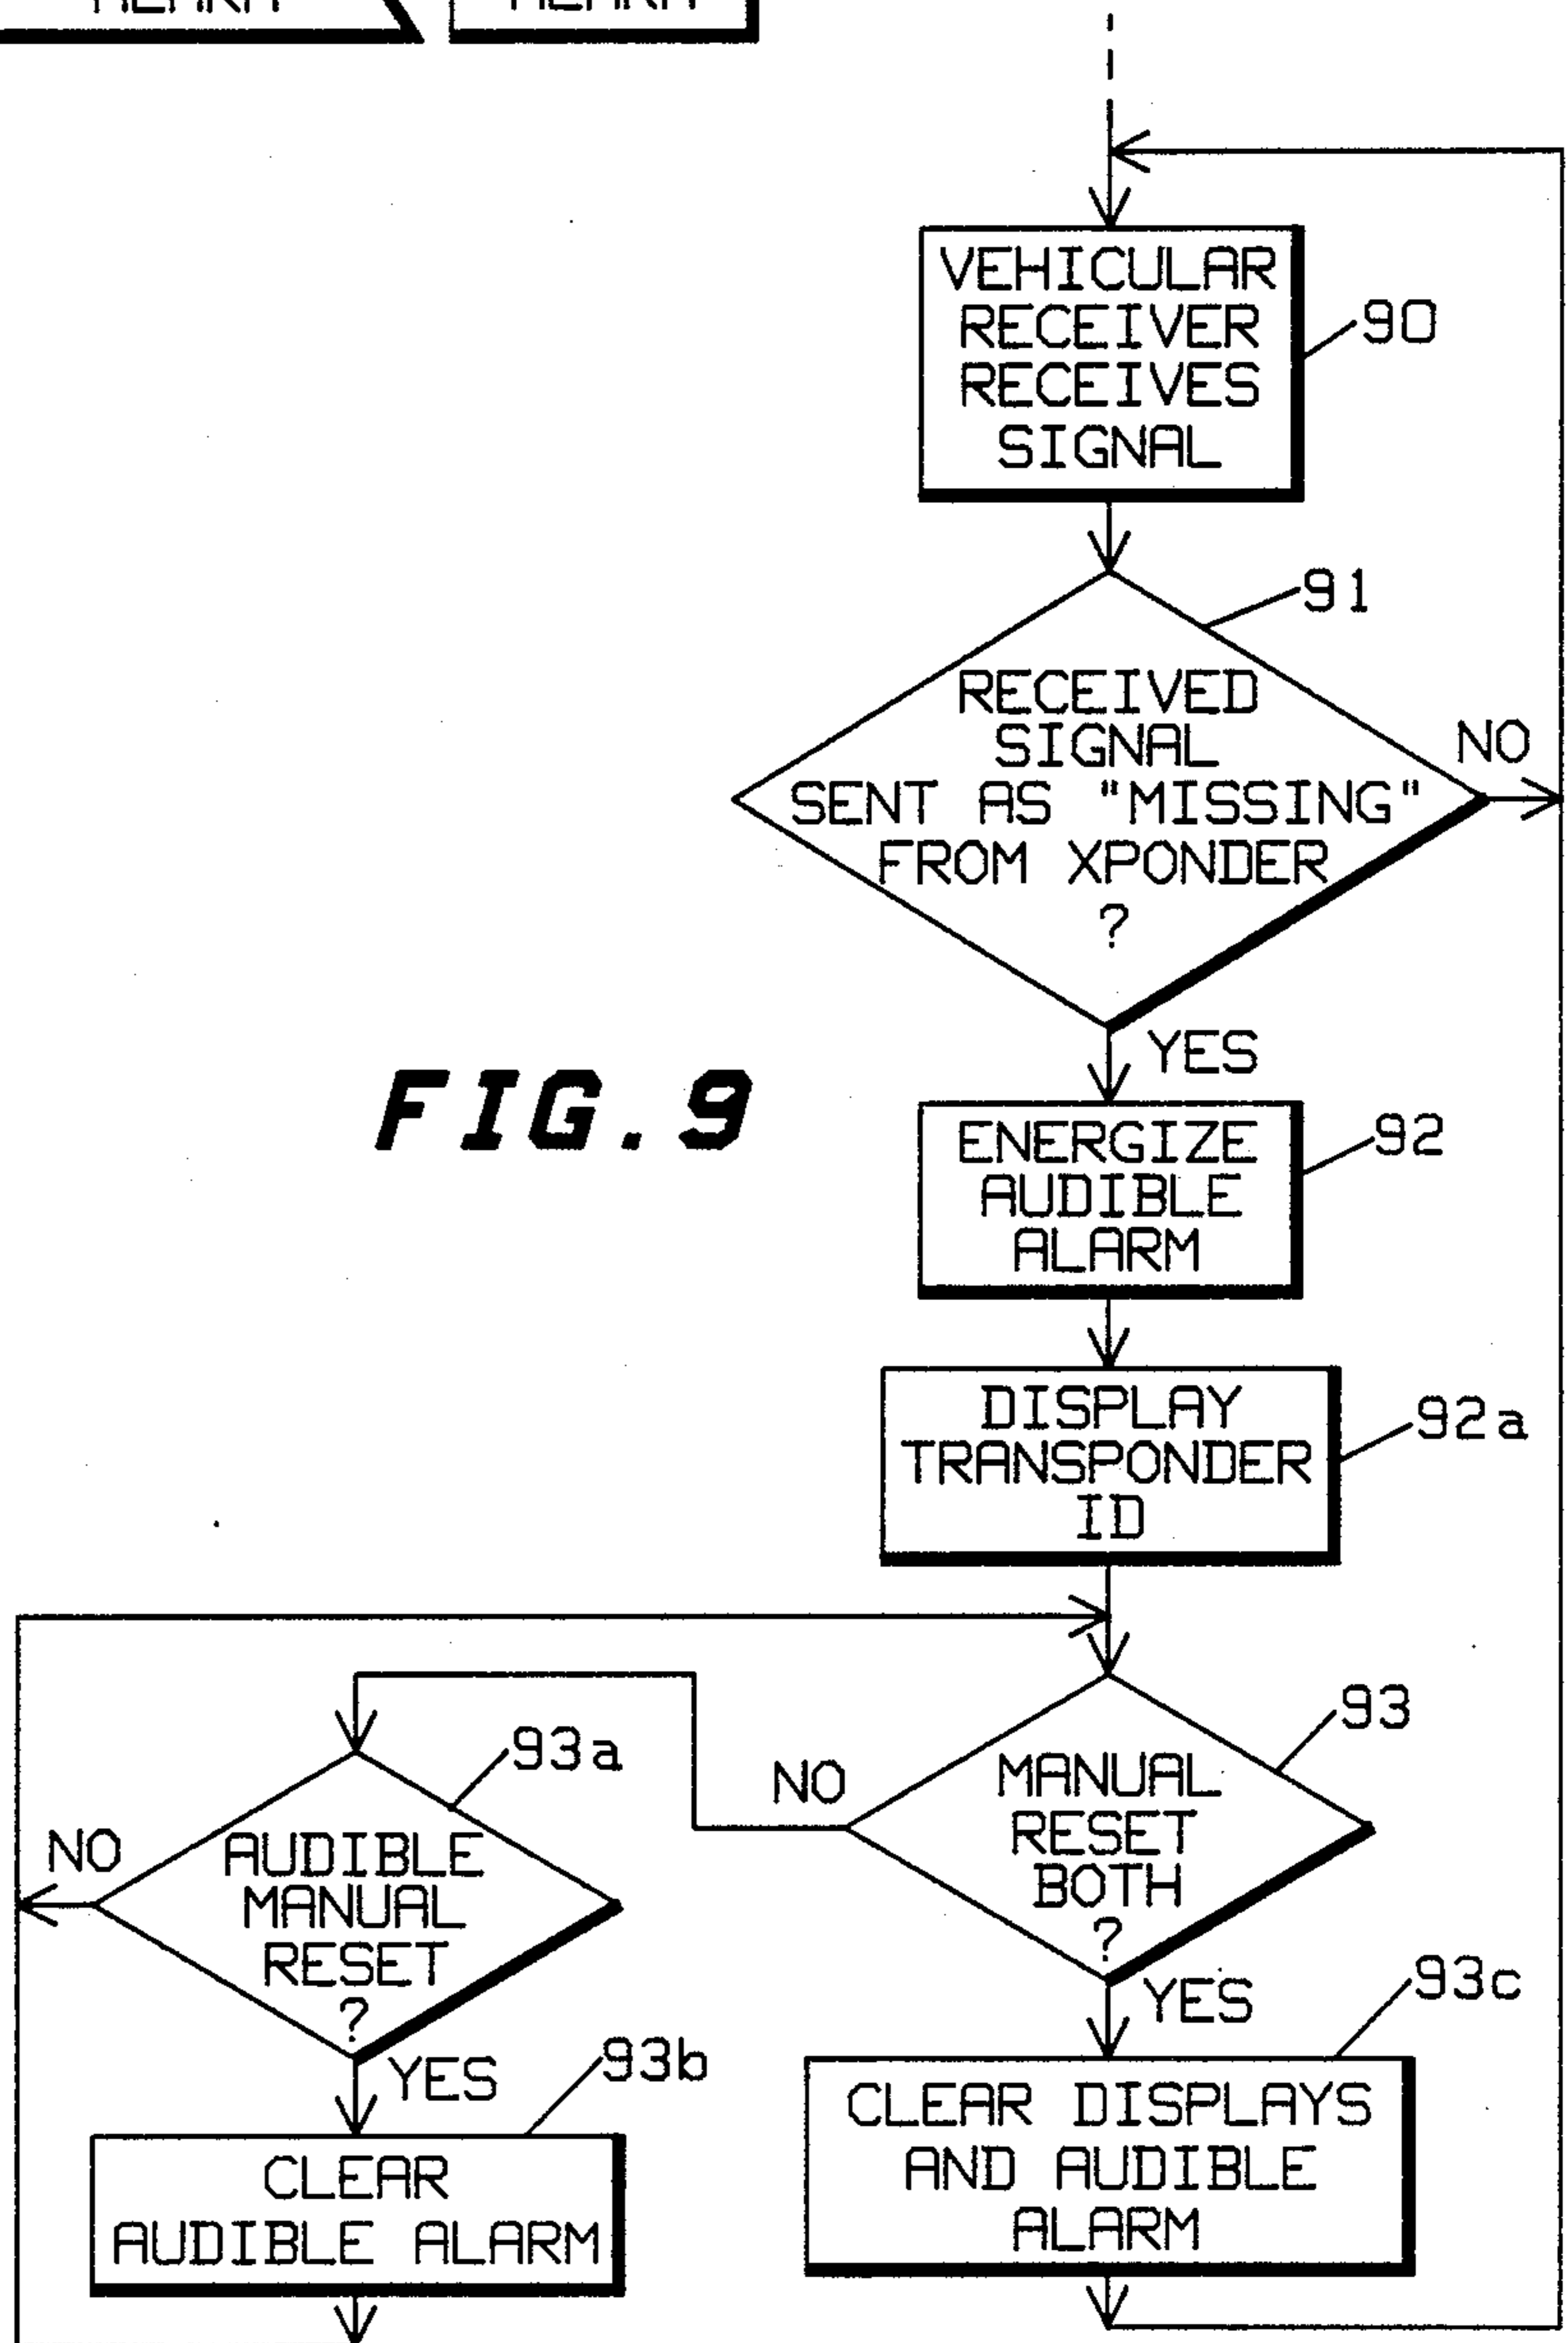 VEHICULAR
RECEIVER
RECEIVES
SIGNAL
90
91
RECEIVED
SIGNAL
SENT AS "MISSING"
FROM XPONDER
?
NO
YES
FIG.9
ENERGIZE
AUDIBLE
ALARM
92
DISPLAY
TRANSPONDER
ID
92a
93
MANUAL
RESET
BOTH
?
NO
YES
93a
AUDIBLE
MANUAL
RESET
?
NO
YES
93b
CLEAR
AUDIBLE ALARM
93c
CLEAR DISPLAYS
AND AUDIBLE
ALARM